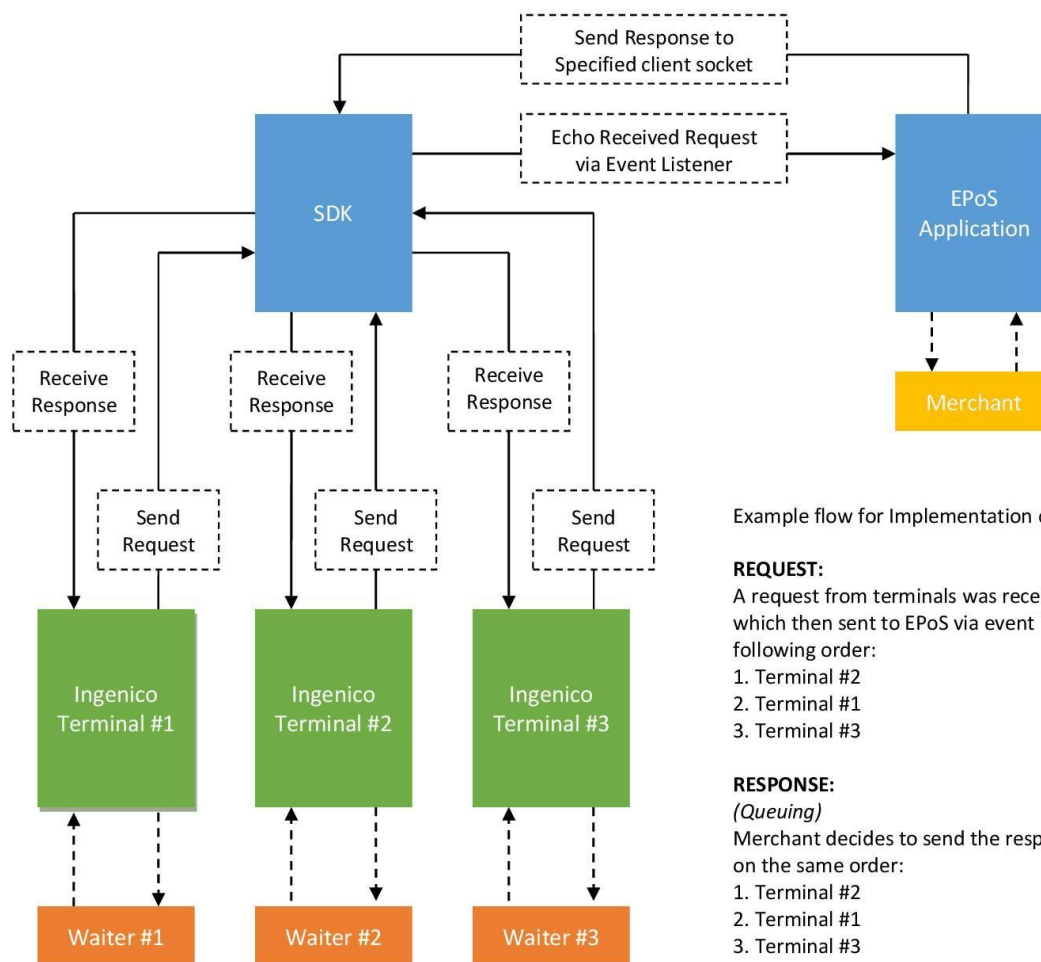 Send Response to
Specified client socket
Echo Received Request
via Event Listener
SDK
EPoS
Application
Receive
Response
Receive
Response
Receive
Response
Merchant
Send
Request
Send
Request
Send
Request
Ingenico
Terminal #1
Ingenico
Terminal #2
Ingenico
Terminal #3
Waiter #1
Waiter #2
Waiter #3
Example flow for Implementation
REQUEST:
A request from terminals was
which then sent to EPoS via event
following order:
1. Terminal #2
2. Terminal #1
3. Terminal #3
RESPONSE:
(Queuing)
Merchant decides to send the
on the same order:
1. Terminal #2
2. Terminal #1
3. Terminal #3